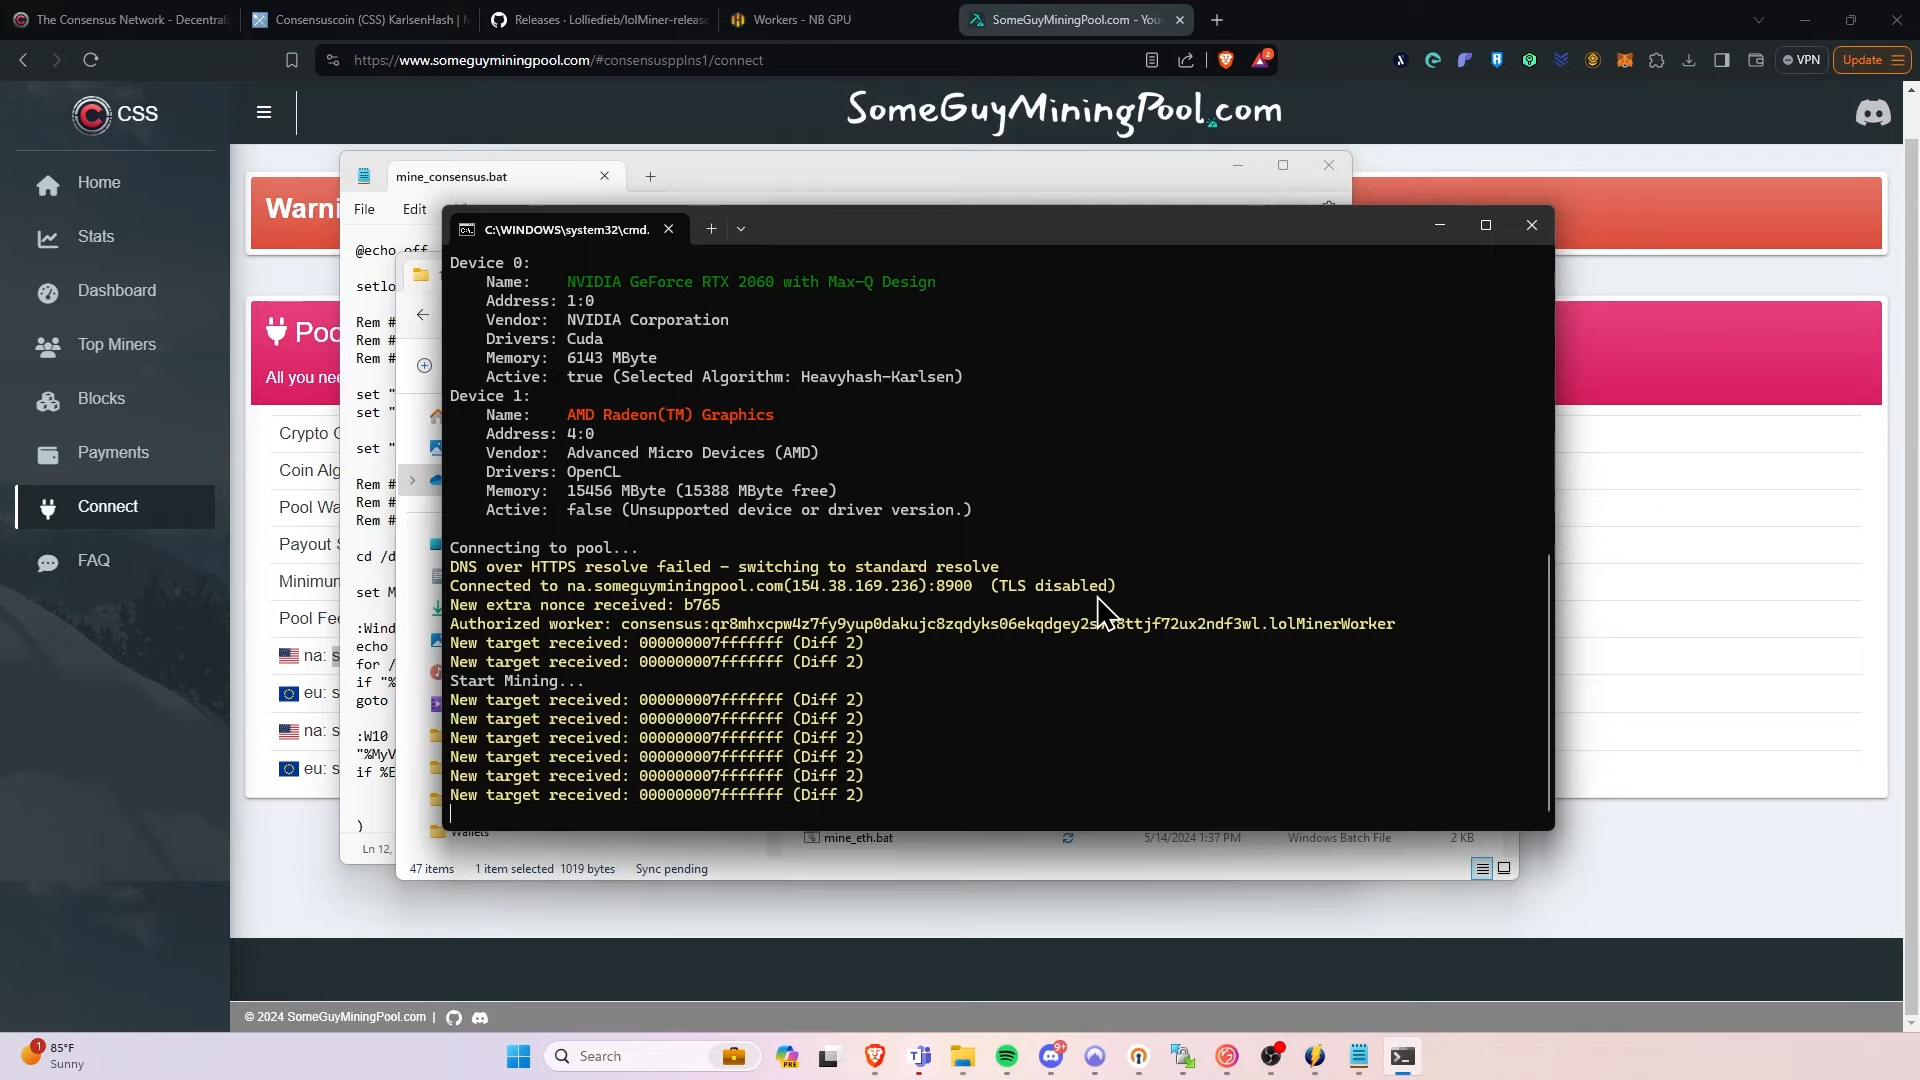 The Consensus Network - Decentral
Consensuscoin (CSS) KarlsenHash | M
Releases · Lolliedieb/lolMiner-release
Workers - NB GPU
SomeGuyMiningPool.com - You
https://www.someguyminingpool.com/#consensuspplns1/connect
2
VPN
Update
CSS
SomeGuyMiningPool.com
Home
Stats
Dashboard
Top Miners
Blocks
Payments
Connect
FAQ
Warni
Poo
All you nee
Crypto C
Coin Alg
Pool Wa
Payout S
Minimum
Pool Fee
na: s
eu: s
na: s
eu: s
mine_consensus.bat
File
Edit
@echo off
setlo
Rem #
Rem #
Rem #
set "
set "
set "
Rem #
Rem #
Rem #
cd /d
set M
:Wind
echo
for /
if "%
goto
:W10
"%MyV
if %E
)
Ln 12,
C:\WINDOWS\system32\cmd.
Device 0:
Name: NVIDIA GeForce RTX 2060 with Max-Q Design
Address: 1:0
Vendor: NVIDIA Corporation
Drivers: Cuda
Memory: 6143 MByte
Active: true (Selected Algorithm: Heavyhash-Karlsen)
Device 1:
Name: AMD Radeon(TM) Graphics
Address: 4:0
Vendor: Advanced Micro Devices (AMD)
Drivers: OpenCL
Memory: 15456 MByte (15388 MByte free)
Active: false (Unsupported device or driver version.)
Connecting to pool...
DNS over HTTPS resolve failed - switching to standard resolve
Connected to na.someguyminingpool.com(154.38.169.236):8900 (TLS disabled)
New extra nonce received: b765
Authorized worker:
New target received: 000000007fffffff (Diff 2)
New target received: 000000007fffffff (Diff 2)
Start Mining...
New target received: 000000007fffffff (Diff 2)
New target received: 000000007fffffff (Diff 2)
New target received: 000000007fffffff (Diff 2)
New target received: 000000007fffffff (Diff 2)
New target received: 000000007fffffff (Diff 2)
New target received: 000000007fffffff (Diff 2)
Wallets
mine_eth.bat
5/14/2024 1:37 PM
Windows Batch File
2 KB
47 items
1 item selected 1019 bytes
Sync pending
© 2024 SomeGuyMiningPool.com |
1
85°F
Sunny
Search
PRE
9+